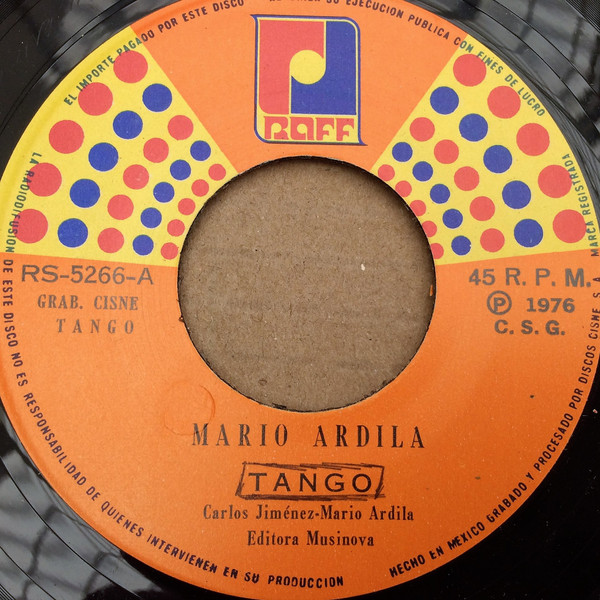 EL IMPORTE PAGADO POR ESTE DISCO
SU EJECUCION PUBLICA CON FINES DE LUCRO
RAFF
LA RADIODIFUSION DE ESTE DISCO NO ES RESPONSABILIDAD DE QUIENES INTERVIENEN EN SU PRODUCCION
MARCA REGISTRADA
HECHO EN MEXICO GRABADO Y PROCESADO POR DISCOS CISNE S.A.
RS-5266-A
GRAB. CISNE
TANGO
45 R. P. M.
Ⓟ 1976
C. S. G.
MARIO ARDILA
TANGO
Carlos Jiménez-Mario Ardila
Editora Musinova